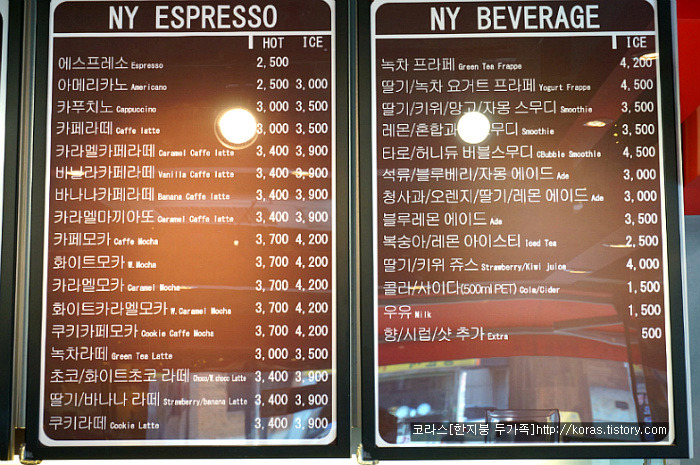 NY ESPRESSO
HOT ICE
에스프레소 Espresso 2,500
아메리카노 Americano 2,500 3,000
카푸치노 Cappuccino 3,000 3,500
카페라떼 Caffe latte 3,000 3,500
카라멜카페라떼 Caramel Caffe latte 3,400 3,900
바닐라카페라떼 Vanilla Caffe latte 3,400 3,900
바나나카페라떼 Banana Caffe latte 3,400 3,900
카라멜마끼아또 Caramel Caffe latte 3,400 3,900
카페모카 Caffe Mocha 3,700 4,200
화이트모카 W.Mocha 3,700 4,200
카라멜모카 Caramel Mocha 3,700 4,200
화이트카라멜모카 W.Caramel Mocha 3,700 4,200
쿠키카페모카 Cookie Caffe Mocha 3,700 4,200
녹차라떼 Green Tea Latte 3,000 3,500
초코/화이트초코 라떼 Choco/W choco Latte 3,400 3,900
딸기/바나나 라떼 Strawberry/banana Latte 3,400 3,900
쿠키라떼 Cookie Latte 3,400 3,900
NY BEVERAGE
ICE
녹차 프라페 Green Tea Frappe 4,200
딸기/녹차 요거트 프라페 Yogurt Frappe 4,500
딸기/키위/망고/자몽 스무디 Smoothie 3,500
레몬/혼합과 무디 Smoothie 3,500
타로/허니듀 버블스무디 CBubble Smoothie 4,500
석류/블루베리/자몽 에이드 Ade 3,000
청사과/오렌지/딸기/레몬 에이드 Ade 3,000
블루레몬 에이드 Ade 3,500
복숭아/레몬 아이스티 Iced Tea 2,500
딸기/키위 쥬스 Strawberry/Kiwi juice 4,000
콜라/사이다(500ml PET) Cola/Cider 1,500
우유 Milk 1,500
향/시럽/샷 추가 Extra 500
코라스[한지붕 두가족]http://koras.tistory.com